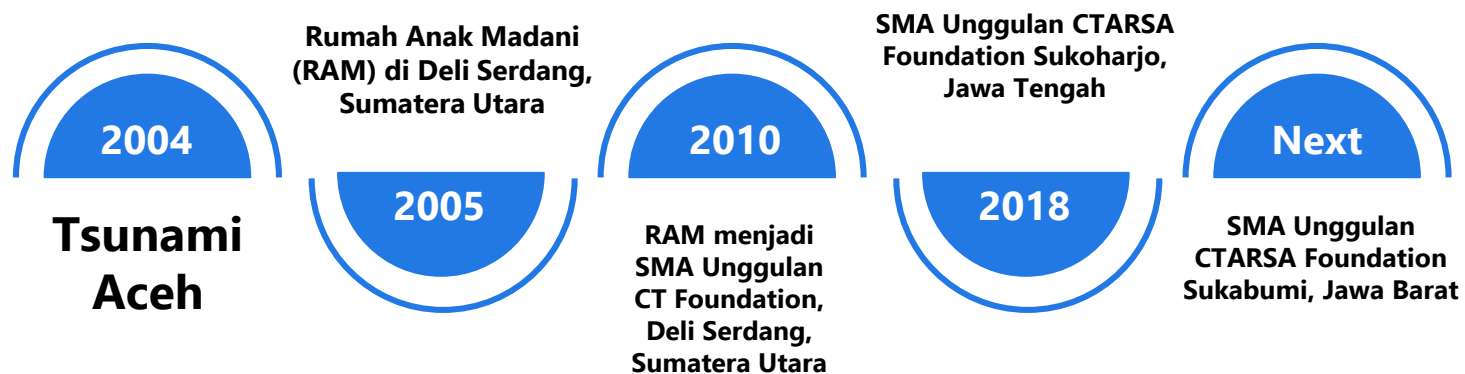 2004
Tsunami
Aceh
Rumah Anak Madani
(RAM) di Deli Serdang,
Sumatera Utara
2005
2010
RAM menjadi
SMA Unggulan
CT Foundation,
Deli Serdang,
Sumatera Utara
SMA Unggulan CTARSA
Foundation Sukoharjo,
Jawa Tengah
2018
Next
SMA Unggulan
CTARSA Foundation
Sukabumi, Jawa Barat